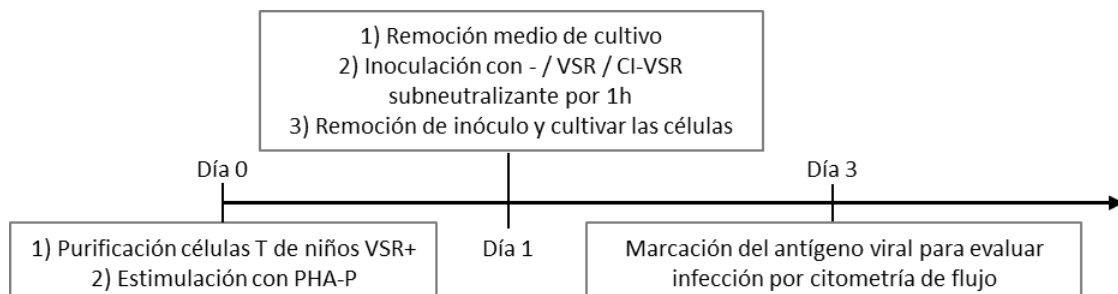 1) Remoción medio de cultivo
2) Inoculación con - / VSR / CI-VSR
subneutralizante por 1h
3) Remoción de inóculo y cultivar las células
Día 0
Día 3
1) Purificación células T de niños VSR+
2) Estimulación con PHA-P
Día 1
Marcación del antígeno viral para evaluar
infección por citometría de flujo